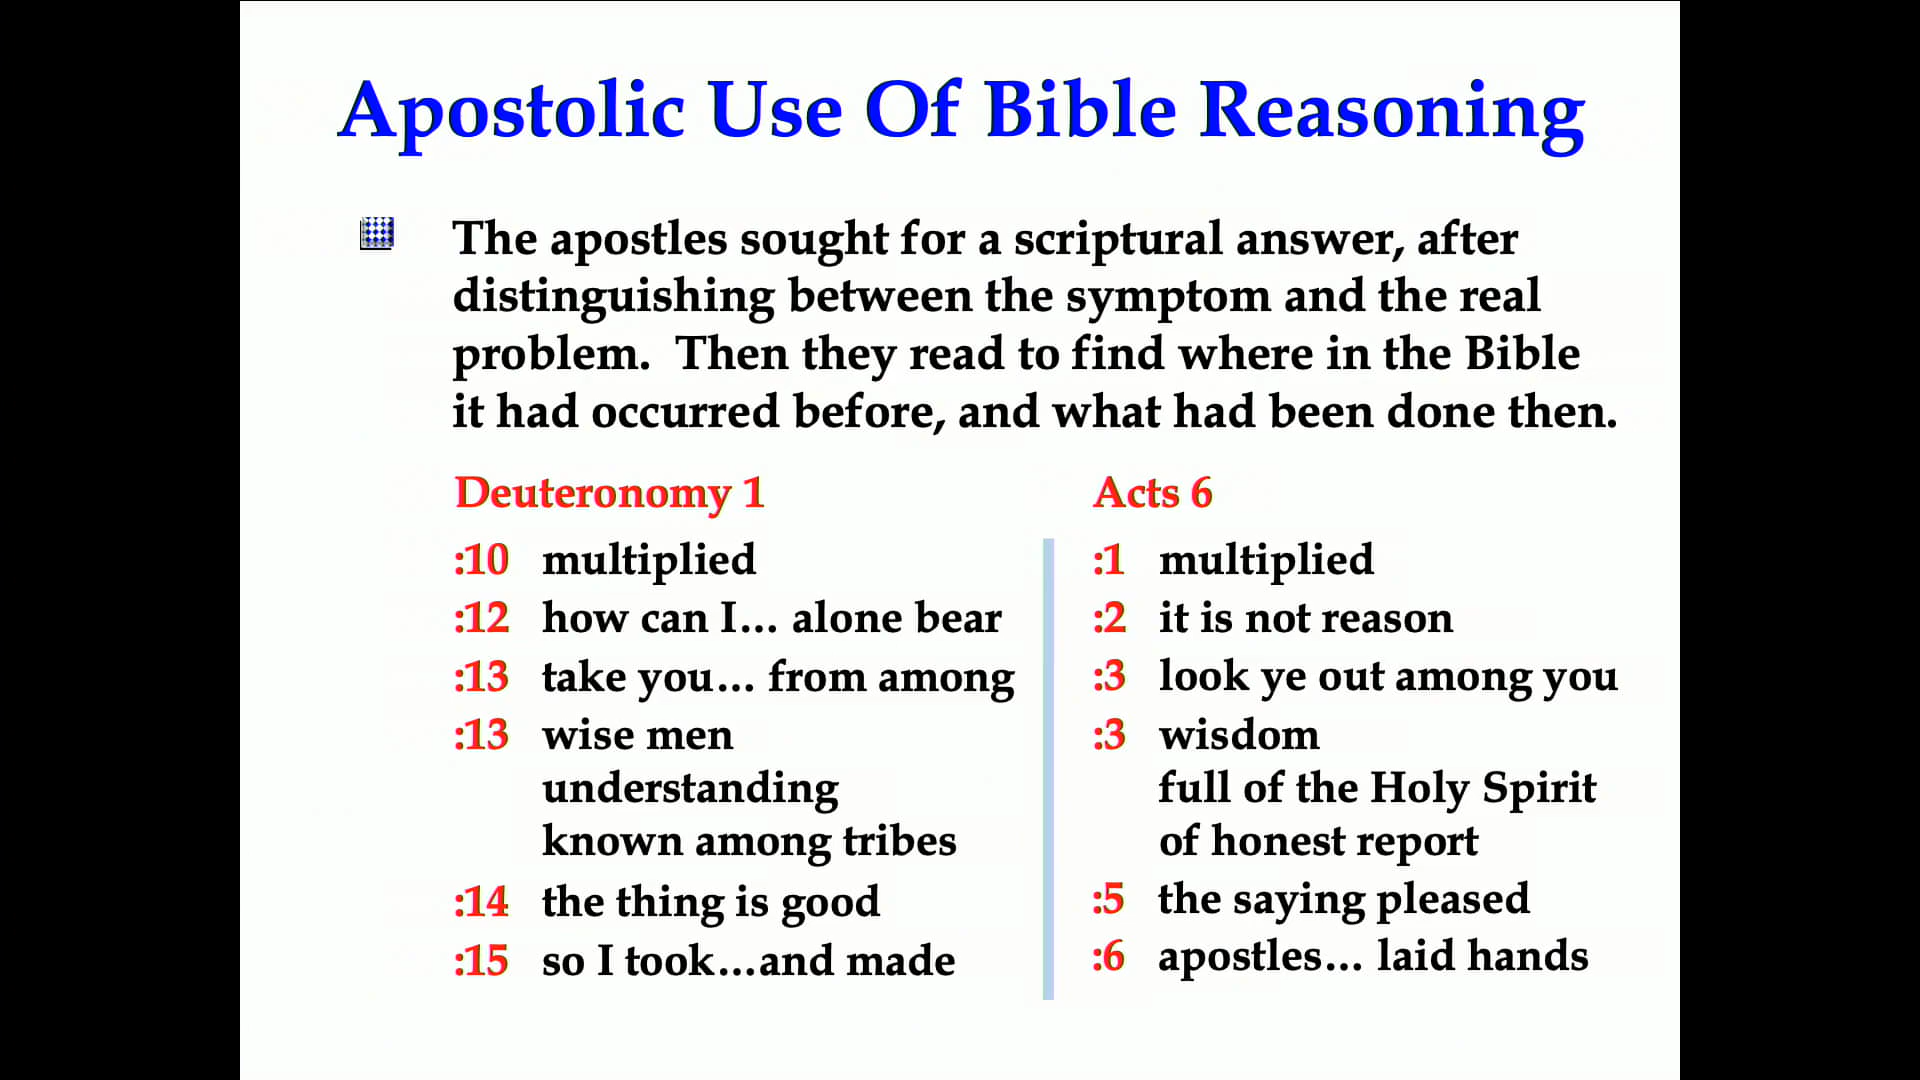 Apostolic Use Of Bible Reasoning
The apostles sought for a scriptural answer, after
distinguishing between the symptom and the real
problem.  Then they read to find where in the Bible
it had occurred before, and what had been done then.
Deuteronomy 1
:10 multiplied
:12 how can I... alone bear
:13 take you... from among
:13 wise men
understanding
known among tribes
:14 the thing is good
:15 so I took...and made
Acts 6
:1 multiplied
:2 it is not reason
:3 look ye out among you
:3 wisdom
full of the Holy Spirit
of honest report
:5 the saying pleased
:6 apostles... laid hands